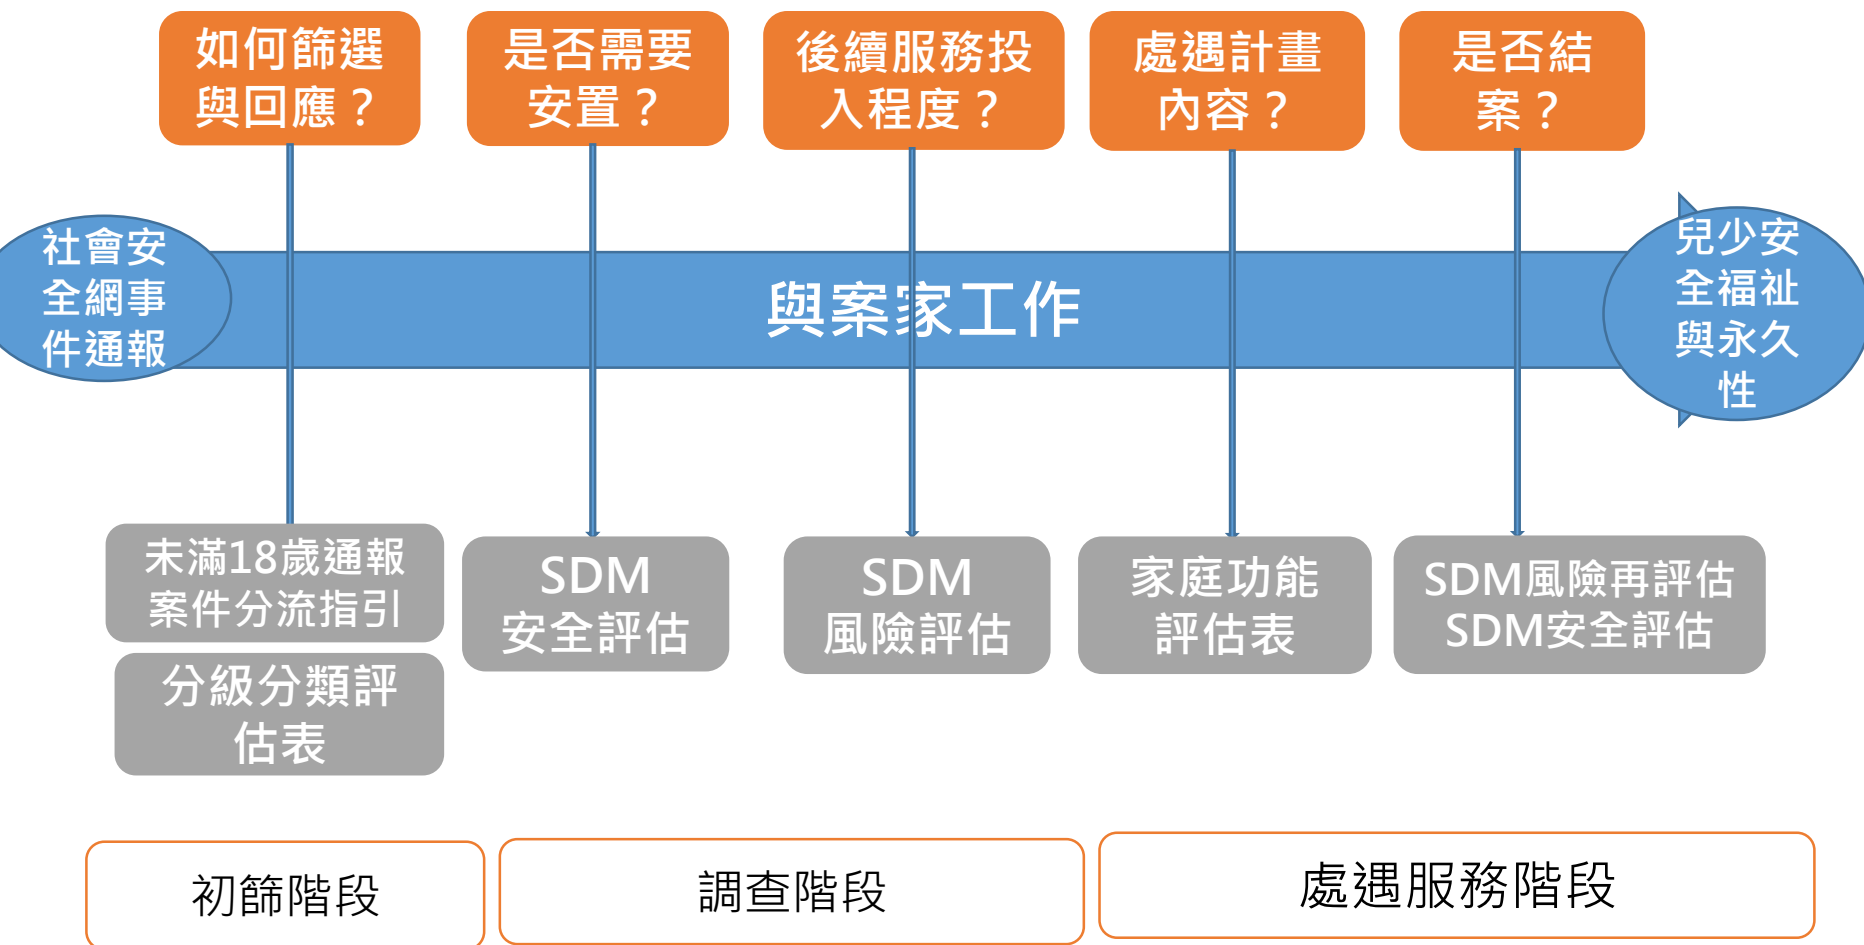 如何篩選
與回應？
是否需要
安置？
後續服務投
入程度？
處遇計畫
內容？
是否結
案？
社會安
全網事
件通報
與案家工作
兒少安
全福祉
與永久
性
未滿18歲通報
案件分流指引
分級分類評
估表
SDM
安全評估
SDM
風險評估
家庭功能
評估表
SDM風險再評估
SDM安全評估
初篩階段
調查階段
處遇服務階段